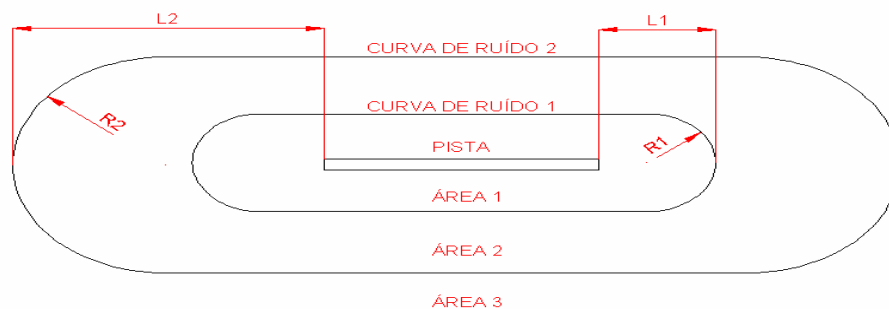 L2
L1
CURVA DE RUÍDO 2
CURVA DE RUÍDO 1
R2
PISTA
R1
ÁREA 1
ÁREA 2
ÁREA 3